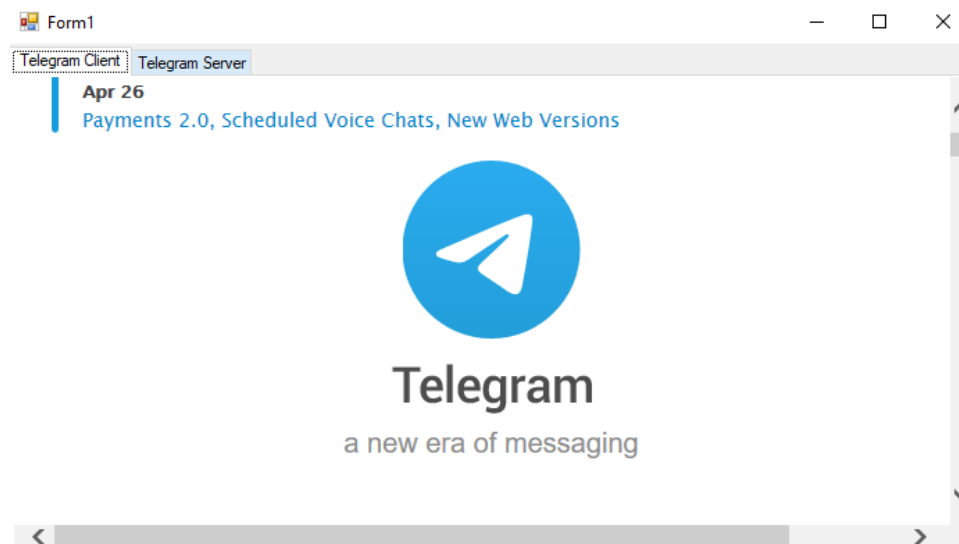 Form1
Telegram Client Telegram Server
Apr 26
Payments 2.0, Scheduled Voice Chats, New Web Versions
Telegram
a new era of messaging